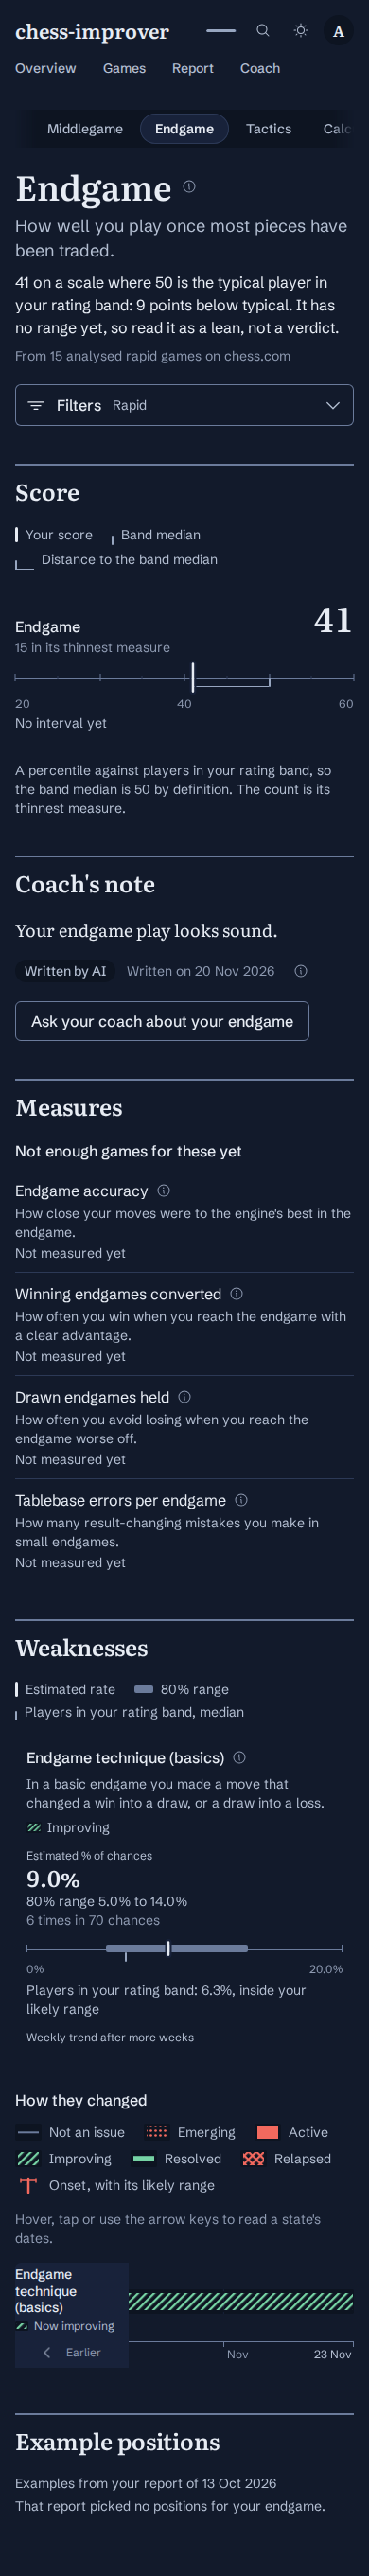 chess-improver
A
Overview Games Report Coach
Middlegame Endgame Tactics Calc
Endgame
How well you play once most pieces have
been traded.
41 on a scale where 50 is the typical player in
your rating band: 9 points below typical. It has
no range yet, so read it as a lean, not a verdict.
From 15 analysed rapid games on chess.com
Filters Rapid
Score
Your score Band median
Distance to the band median
Endgame 41
15 in its thinnest measure
20 40 60
No interval yet
A percentile against players in your rating band, so
the band median is 50 by definition. The count is its
thinnest measure.
Coach's note
Your endgame play looks sound.
Written by AI Written on 20 Nov 2026
Ask your coach about your endgame
Measures
Not enough games for these yet
Endgame accuracy
How close your moves were to the engine's best in the
endgame.
Not measured yet
Winning endgames converted
How often you win when you reach the endgame with
a clear advantage.
Not measured yet
Drawn endgames held
How often you avoid losing when you reach the
endgame worse off.
Not measured yet
Tablebase errors per endgame
How many result-changing mistakes you make in
small endgames.
Not measured yet
Weaknesses
Estimated rate 80% range
Players in your rating band, median
Endgame technique (basics)
In a basic endgame you made a move that
changed a win into a draw, or a draw into a loss.
Improving
Estimated % of chances
9.0%
80% range 5.0% to 14.0%
6 times in 70 chances
0% 20.0%
Players in your rating band: 6.3%, inside your
likely range
Weekly trend after more weeks
How they changed
Not an issue Emerging Active
Improving Resolved Relapsed
Onset, with its likely range
Hover, tap or use the arrow keys to read a state's
dates.
Endgame
technique
(basics)
Now improving
Earlier Nov 23 Nov
Example positions
Examples from your report of 13 Oct 2026
That report picked no positions for your endgame.